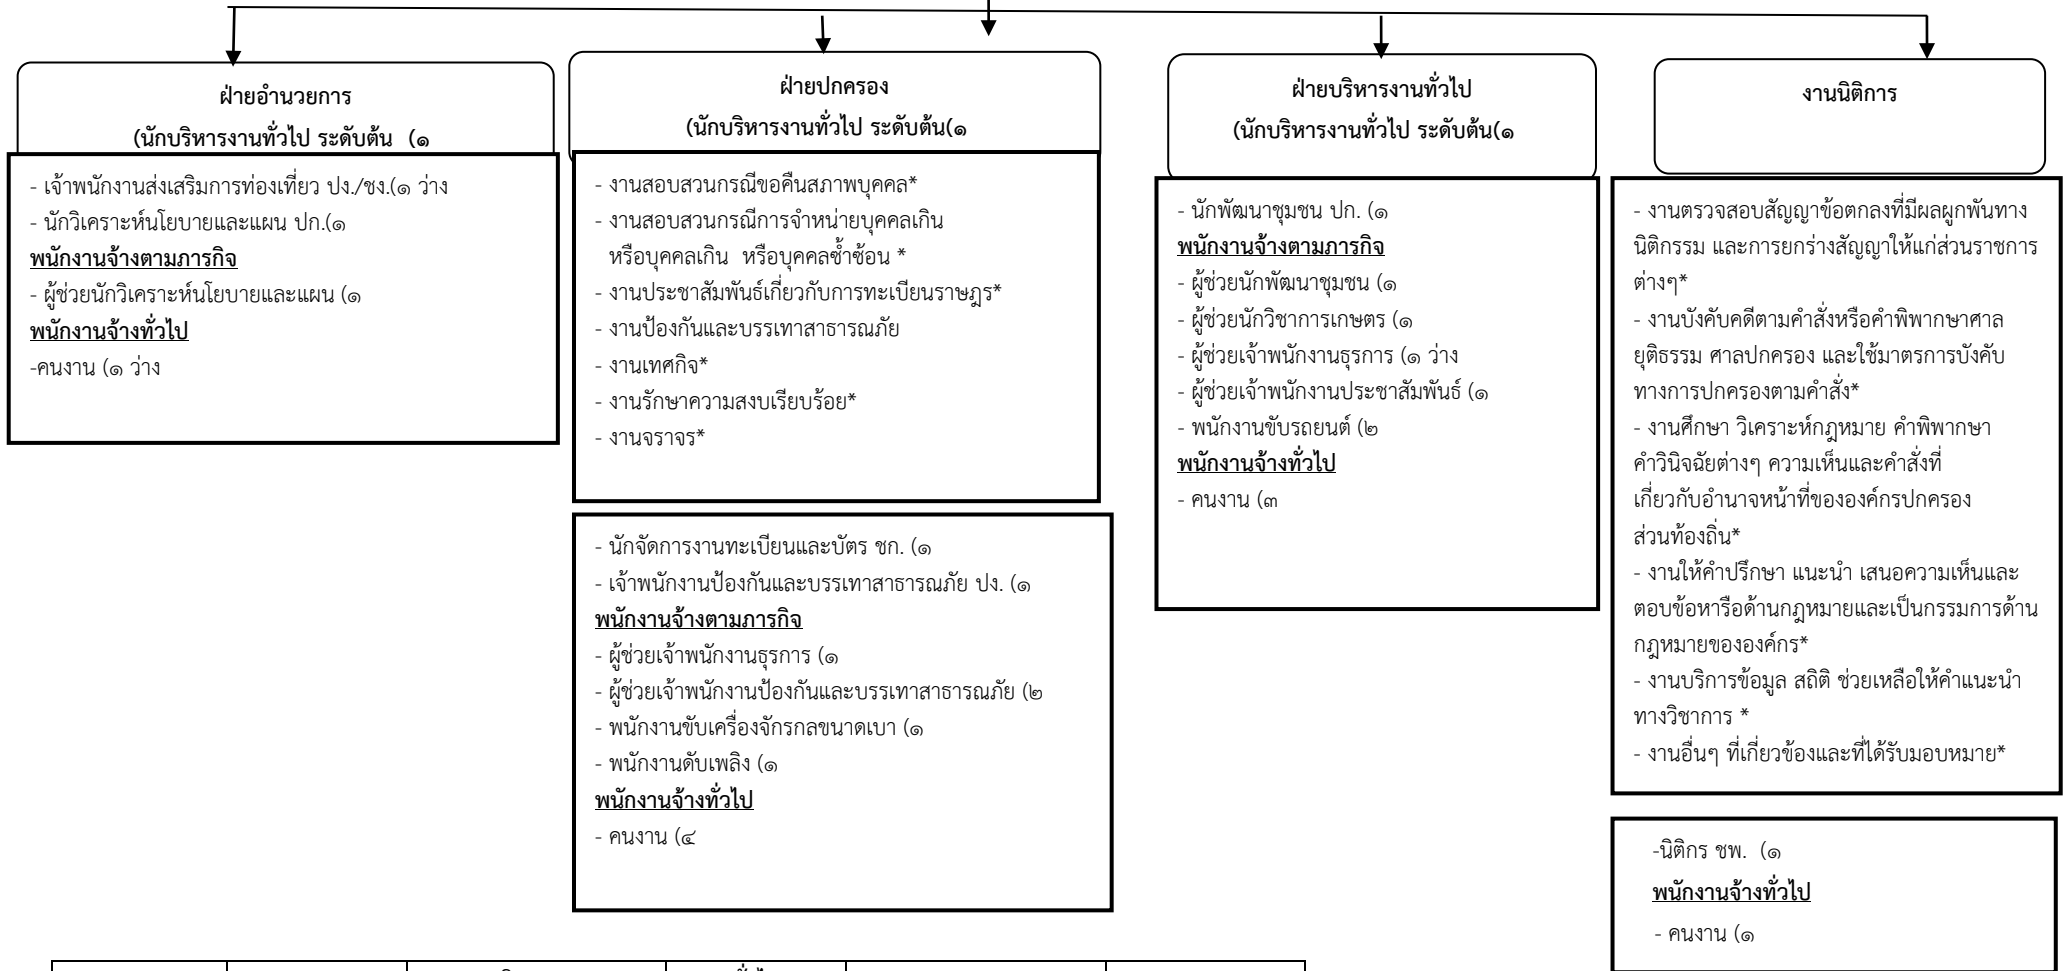 ฝ่ายอำนวยการ
(นักบริหารงานทั่วไป ระดับต้น  (๑
- เจ้าพนักงานส่งเสริมการท่องเที่ยว ปง./ชง.(๑ ว่าง
- นักวิเคราะห์นโยบายและแผน ปก.(๑
พนักงานจ้างตามภารกิจ
- ผู้ช่วยนักวิเคราะห์นโยบายและแผน (๑
พนักงานจ้างทั่วไป
-คนงาน (๑ ว่าง
ฝ่ายปกครอง
(นักบริหารงานทั่วไป ระดับต้น(๑
- งานสอบสวนกรณีขอคืนสภาพบุคคล*
- งานสอบสวนกรณีการจำหน่ายบุคคลเกิน
หรือบุคคลเกิน  หรือบุคคลซ้ำซ้อน *
- งานประชาสัมพันธ์เกี่ยวกับการทะเบียนราษฎร*
- งานป้องกันและบรรเทาสาธารณภัย
- งานเทศกิจ*
- งานรักษาความสงบเรียบร้อย*
- งานจราจร*
- นักจัดการงานทะเบียนและบัตร ชก. (๑
- เจ้าพนักงานป้องกันและบรรเทาสาธารณภัย ปง. (๑
พนักงานจ้างตามภารกิจ
- ผู้ช่วยเจ้าพนักงานธุรการ (๑
- ผู้ช่วยเจ้าพนักงานป้องกันและบรรเทาสาธารณภัย (๒
- พนักงานขับเครื่องจักรกลขนาดเบา (๑
- พนักงานดับเพลิง (๑
พนักงานจ้างทั่วไป
- คนงาน (๔
ฝ่ายบริหารงานทั่วไป
(นักบริหารงานทั่วไป ระดับต้น(๑
- นักพัฒนาชุมชน ปก. (๑
พนักงานจ้างตามภารกิจ
- ผู้ช่วยนักพัฒนาชุมชน (๑
- ผู้ช่วยนักวิชาการเกษตร (๑
- ผู้ช่วยเจ้าพนักงานธุรการ (๑ ว่าง
- ผู้ช่วยเจ้าพนักงานประชาสัมพันธ์ (๑
- พนักงานขับรถยนต์ (๒
พนักงานจ้างทั่วไป
- คนงาน (๓
งานนิติการ
- งานตรวจสอบสัญญาข้อตกลงที่มีผลผูกพันทาง
นิติกรรม และการยกร่างสัญญาให้แก่ส่วนราชการ
ต่างๆ*
- งานบังคับคดีตามคำสั่งหรือคำพิพากษาศาล
ยุติธรรม ศาลปกครอง และใช้มาตรการบังคับ
ทางการปกครองตามคำสั่ง*
- งานศึกษา วิเคราะห์กฎหมาย คำพิพากษา
คำวินิจฉัยต่างๆ ความเห็นและคำสั่งที่
เกี่ยวกับอำนาจหน้าที่ขององค์กรปกครอง
ส่วนท้องถิ่น*
- งานให้คำปรึกษา แนะนำ เสนอความเห็นและ
ตอบข้อหารือด้านกฎหมายและเป็นกรรมการด้าน
กฎหมายขององค์กร*
- งานบริการข้อมูล สถิติ ช่วยเหลือให้คำแนะนำ
ทางวิชาการ *
- งานอื่นๆ ที่เกี่ยวข้องและที่ได้รับมอบหมาย*
-นิติกร ชพ.  (๑
พนักงานจ้างทั่วไป
- คนงาน (๑